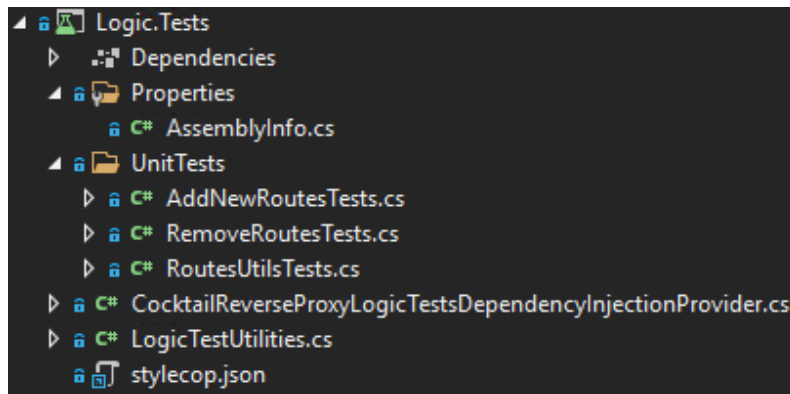 Logic.Tests
Dependencies
Properties
C# AssemblyInfo.cs
UnitTests
C# AddNewRoutesTests.cs
C# RemoveRoutesTests.cs
C# RoutesUtilsTests.cs
C# CocktailReverseProxyLogicTestsDependencyInjectionProvider.cs
C# LogicTestUtilities.cs
stylecop.json